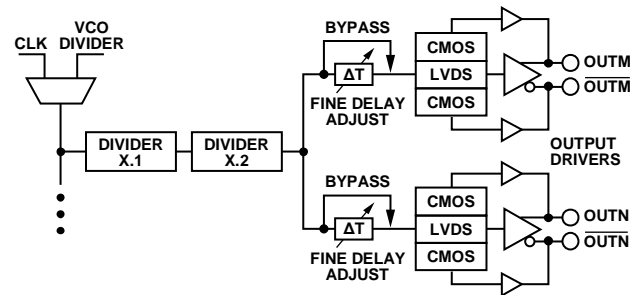 VCO
CLK DIVIDER
BYPASS
ΔT
FINE DELAY
ADJUST
CMOS
LVDS
CMOS
OUTM
OUTM
DIVIDER
X.1
DIVIDER
X.2
OUTPUT
DRIVERS
BYPASS
ΔT
FINE DELAY
ADJUST
CMOS
LVDS
CMOS
OUTN
OUTN